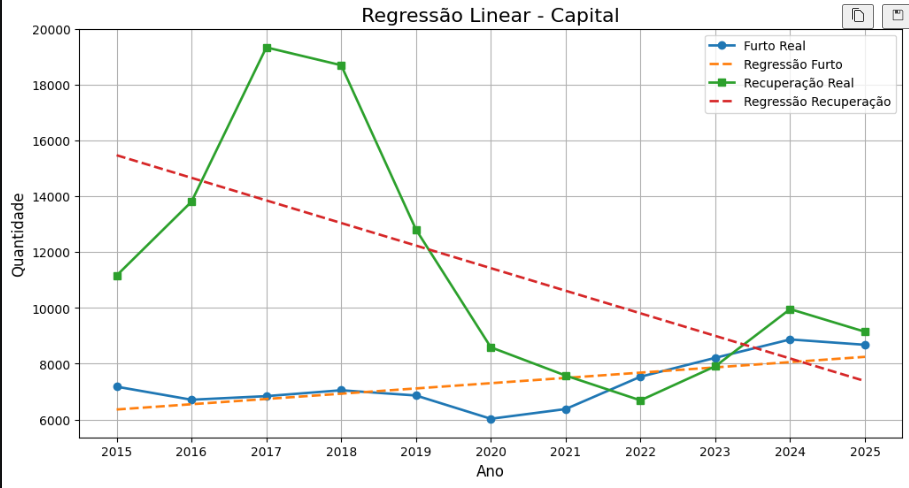 Regressão Linear - Capital
Furto Real
Regressão Furto
Recuperação Real
Regressão Recuperação
Quantidade
20000
18000
16000
14000
12000
10000
8000
6000
2015 2016 2017 2018 2019 2020 2021 2022 2023 2024 2025
Ano